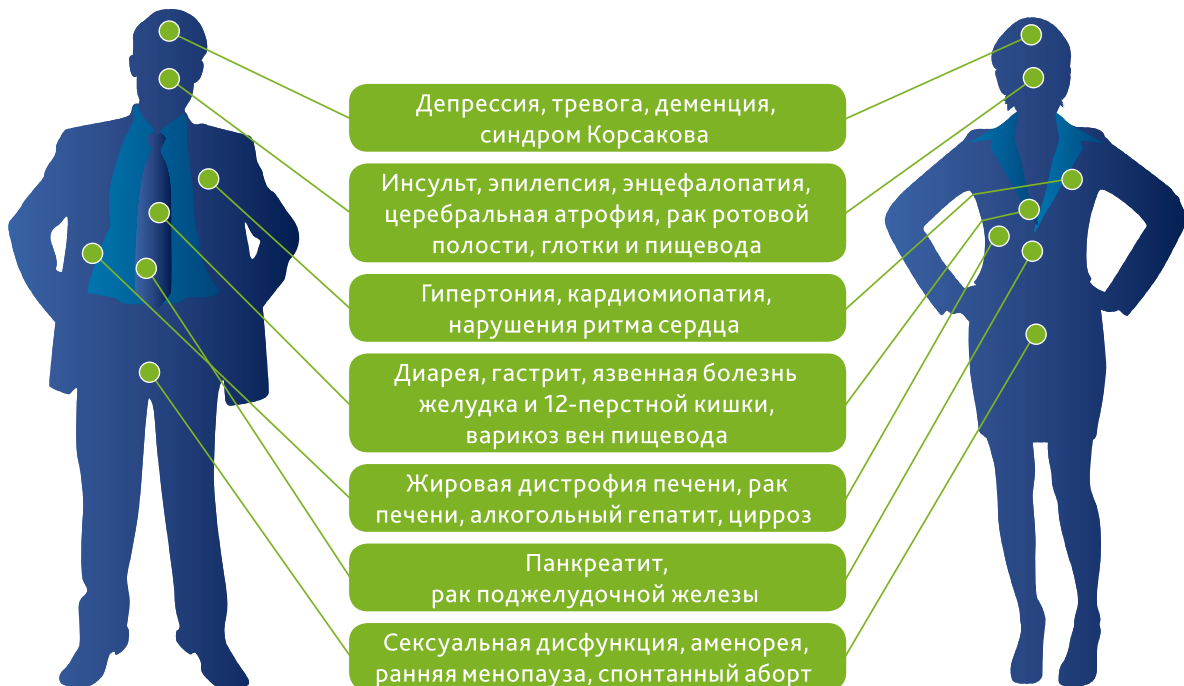 Депрессия, тревога, деменция,
синдром Корсакова
Инсульт, эпилепсия, энцефалопатия,
церебральная атрофия, рак ротовой
полости, глотки и пищевода
Гипертония, кардиомиопатия,
нарушения ритма сердца
Диарея, гастрит, язвенная болезнь
желудка и 12-перстной кишки,
варикоз вен пищевода
Жировая дистрофия печени, рак
печени, алкогольный гепатит, цирроз
Панкреатит,
рак поджелудочной железы
Сексуальная дисфункция, аменорея,
ранняя менопауза, спонтанный аборт